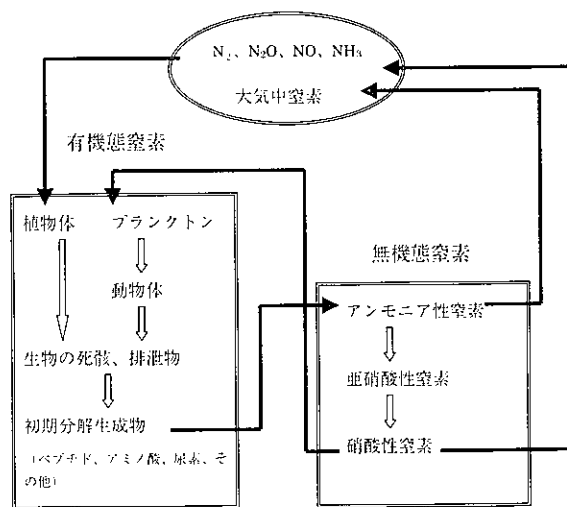 N₂、N₂O、NO、NH₃
大気中窒素
有機態窒素
植物体
プランクトン
動物体
生物の死骸、排泄物
初期分解生成物
（ペプチド、アミノ酸、尿素、そ
の他）
無機態窒素
アンモニア性窒素
亜硝酸性窒素
硝酸性窒素